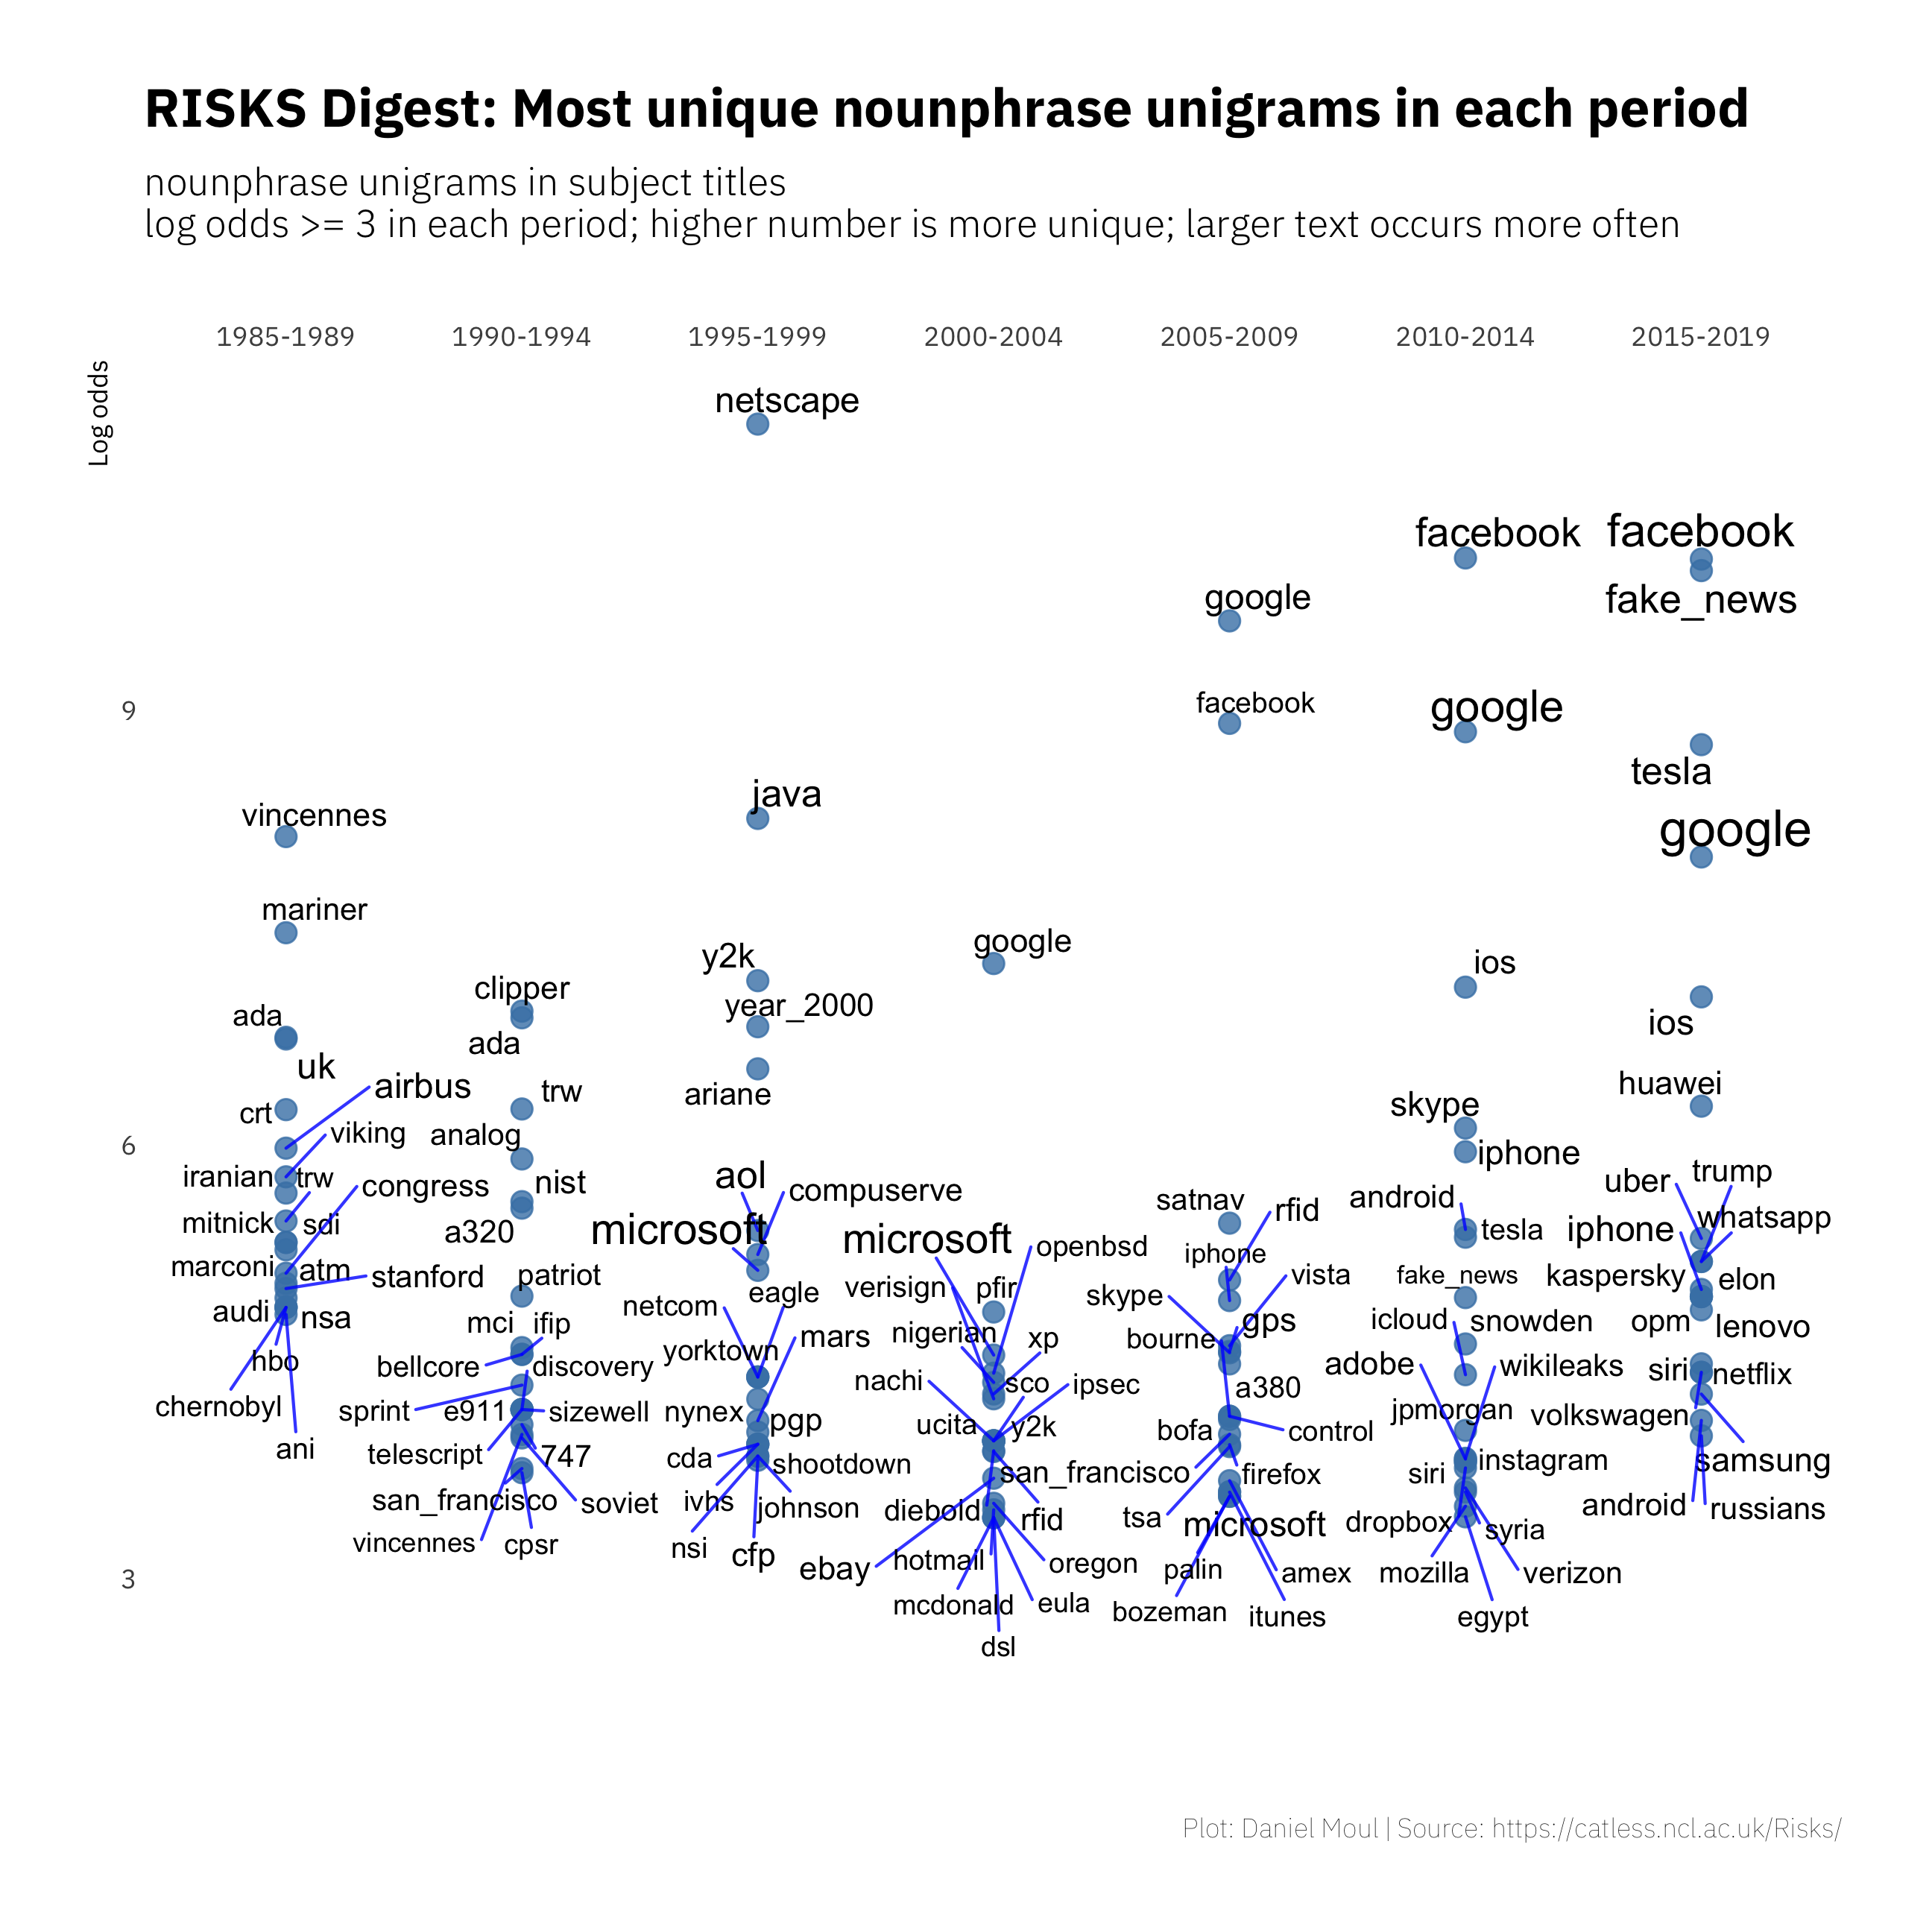 RISKS Digest: Most unique nounphrase unigrams in each period
nounphrase unigrams in subject titles
log odds >= 3 in each period; higher number is more unique; larger text occurs more often
1985-1989 1990-1994 1995-1999 2000-2004 2005-2009 2010-2014 2015-2019
Log odds
9
6
3
vincennes
mariner
ada
uk
airbus
crt
viking
iranian
trw
congress
mitnick
sdi
marconi
atm
stanford
audi
nsa
hbo
chernobyl
ani
clipper
ada
trw
analog
nist
a320
patriot
mci
ifip
bellcore
discovery
sprint
e911
sizewell
telescript
747
san_francisco
soviet
vincennes
cpsr
netscape
java
y2k
year_2000
ariane
aol
compuserve
microsoft
eagle
netcom
mars
yorktown
nynex
pgp
cda
shootdown
ivhs
johnson
nsi
cfp
google
microsoft
openbsd
verisign
pfir
nigerian
xp
nachi
sco
ipsec
ucita
y2k
san_francisco
diebold
rfid
ebay
hotmail
oregon
mcdonald
eula
dsl
google
facebook
satnav
rfid
iphone
vista
skype
gps
bourne
a380
bofa
control
firefox
tsa
microsoft
palin
amex
bozeman
itunes
facebook
google
ios
skype
iphone
android
tesla
fake_news
icloud
snowden
adobe
wikileaks
jpmorgan
instagram
siri
dropbox
syria
mozilla
verizon
egypt
facebook
fake_news
tesla
google
ios
huawei
trump
uber
whatsapp
iphone
kaspersky
elon
opm
lenovo
siri
netflix
volkswagen
samsung
android
russians
Plot: Daniel Moul | Source: https://catless.ncl.ac.uk/Risks/